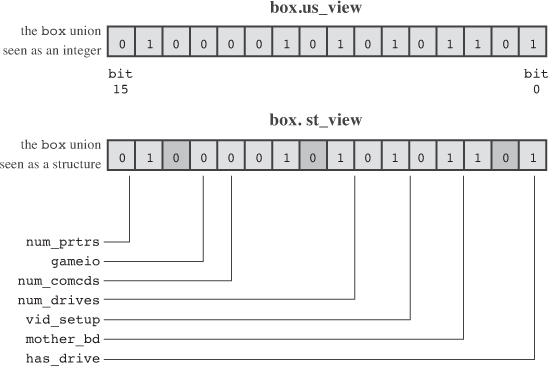 box.us_view
the box union
seen as an integer
0 1 0 0 0 0 1 0 1 0 1 0 1 1 0 1
bit
15
bit
0
box. st_view
the box union
seen as a structure
0 1 0 0 0 0 1 0 1 0 1 0 1 1 0 1
num_prtrs
gameio
num_comcds
num_drives
vid_setup
mother_bd
has_drive